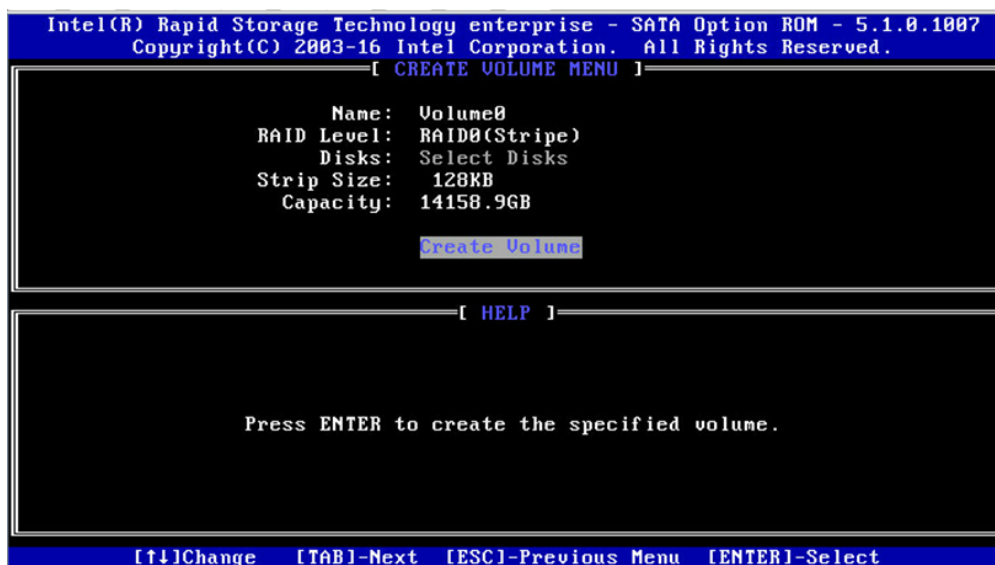 Intel(R) Rapid Storage Technology enterprise - SATA Option ROM - 5.1.0.1007
Copyright(C) 2003-16 Intel Corporation.  All Rights Reserved.
[ CREATE VOLUME MENU ]
Name: Volume0
RAID Level: RAID0(Stripe)
Disks: Select Disks
Strip Size: 128KB
Capacity: 14158.9GB
Create Volume
[ HELP ]
Press ENTER to create the specified volume.
[↑↓]Change [TAB]-Next [ESC]-Previous Menu [ENTER]-Select